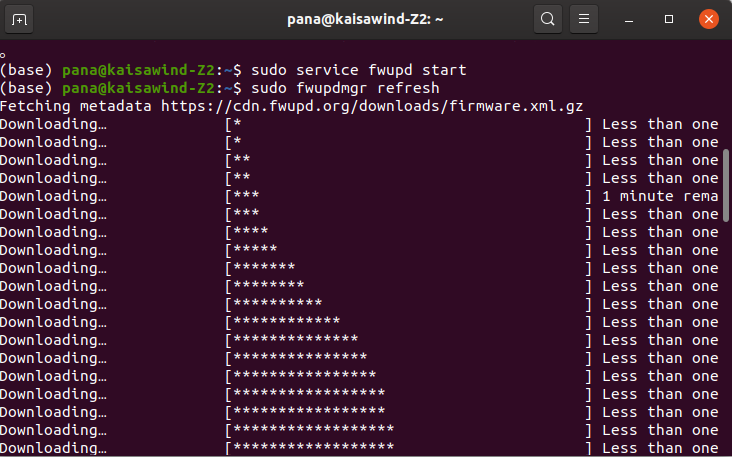 pana@kaisawind-Z2: ~
。
(base) pana@kaisawind-Z2:~$ sudo service fwupd start
(base) pana@kaisawind-Z2:~$ sudo fwupdmgr refresh
Fetching metadata https://cdn.fwupd.org/downloads/firmware.xml.gz
Downloading… [* ] Less than one
Downloading… [* ] Less than one
Downloading… [** ] Less than one
Downloading… [** ] Less than one
Downloading… [*** ] 1 minute rema
Downloading… [*** ] Less than one
Downloading… [**** ] Less than one
Downloading… [***** ] Less than one
Downloading… [******* ] Less than one
Downloading… [******** ] Less than one
Downloading… [********** ] Less than one
Downloading… [************ ] Less than one
Downloading… [************** ] Less than one
Downloading… [*************** ] Less than one
Downloading… [**************** ] Less than one
Downloading… [***************** ] Less than one
Downloading… [***************** ] Less than one
Downloading… [****************** ] Less than one
Downloading… [****************** ] Less than one